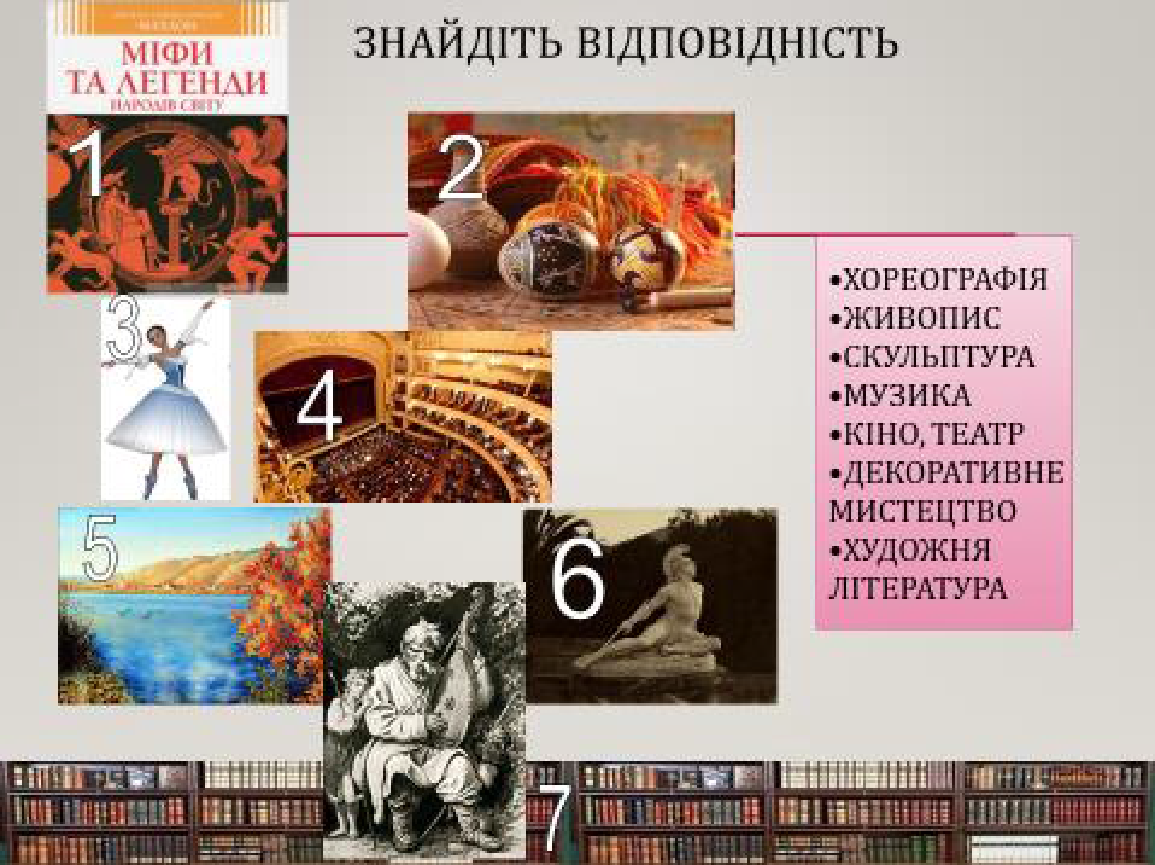 ЗНАЙДІТЬ ВІДПОВІДНІСТЬ
МІФИ
ТА ЛЕГЕНДИ
НАРОДІВ СВІТУ
1
2
3
4
5
6
7
•ХОРЕОГРАФІЯ
•ЖИВОПИС
•СКУЛЬПТУРА
•МУЗИКА
•КІНО, ТЕАТР
•ДЕКОРАТИВНЕ
МИСТЕЦТВО
•ХУДОЖНЯ
ЛІТЕРАТУРА